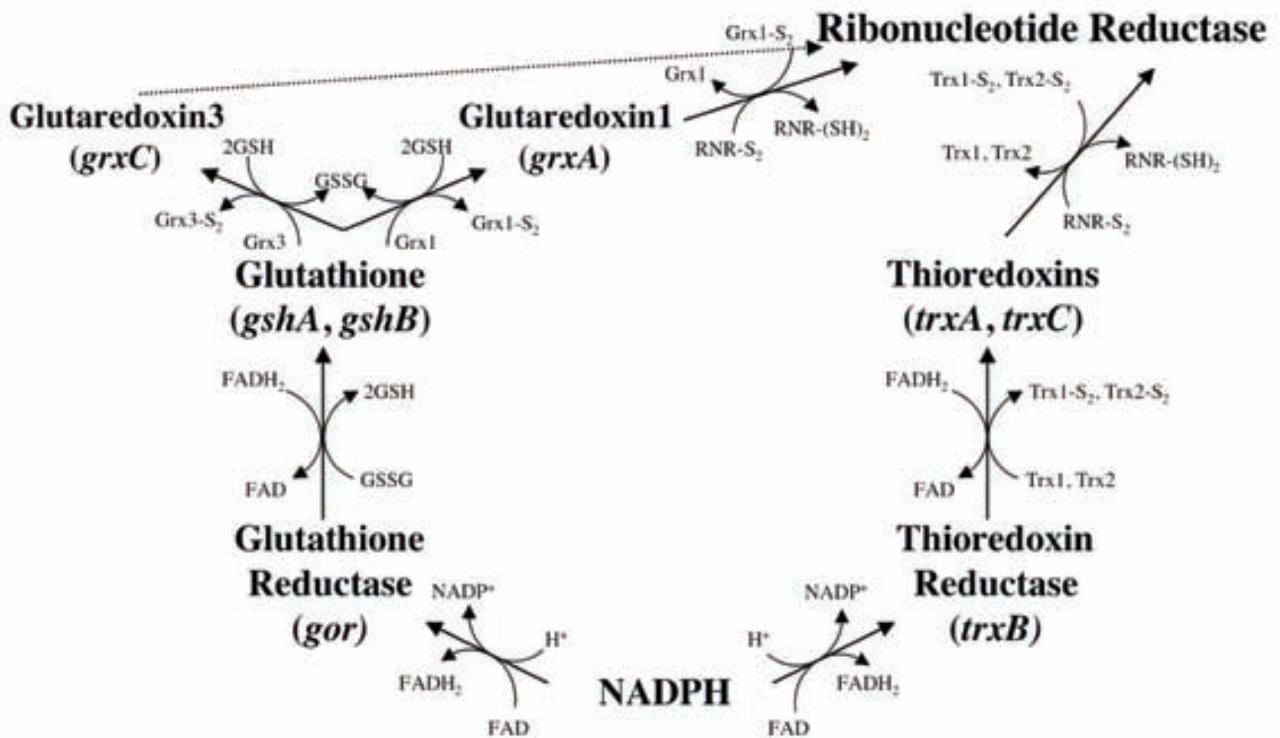 Grx1-S₂
Ribonucleotide Reductase
Grx1
RNR-S₂
RNR-(SH)₂
Trx1-S₂, Trx2-S₂
Trx1, Trx2
RNR-(SH)₂
RNR-S₂
Glutaredoxin3
(grxC)
Glutaredoxin1
(grxA)
2GSH
2GSH
GSSG
Grx3-S₂
Grx1-S₂
Grx3
Grx1
Glutathione
(gshA, gshB)
Thioredoxins
(trxA, trxC)
FADH₂
2GSH
FAD
GSSG
FADH₂
Trx1-S₂, Trx2-S₂
FAD
Trx1, Trx2
Glutathione
Reductase
(gor)
Thioredoxin
Reductase
(trxB)
NADP⁺
H⁺
FADH₂
FAD
NADPH
NADP⁺
H⁺
FADH₂
FAD